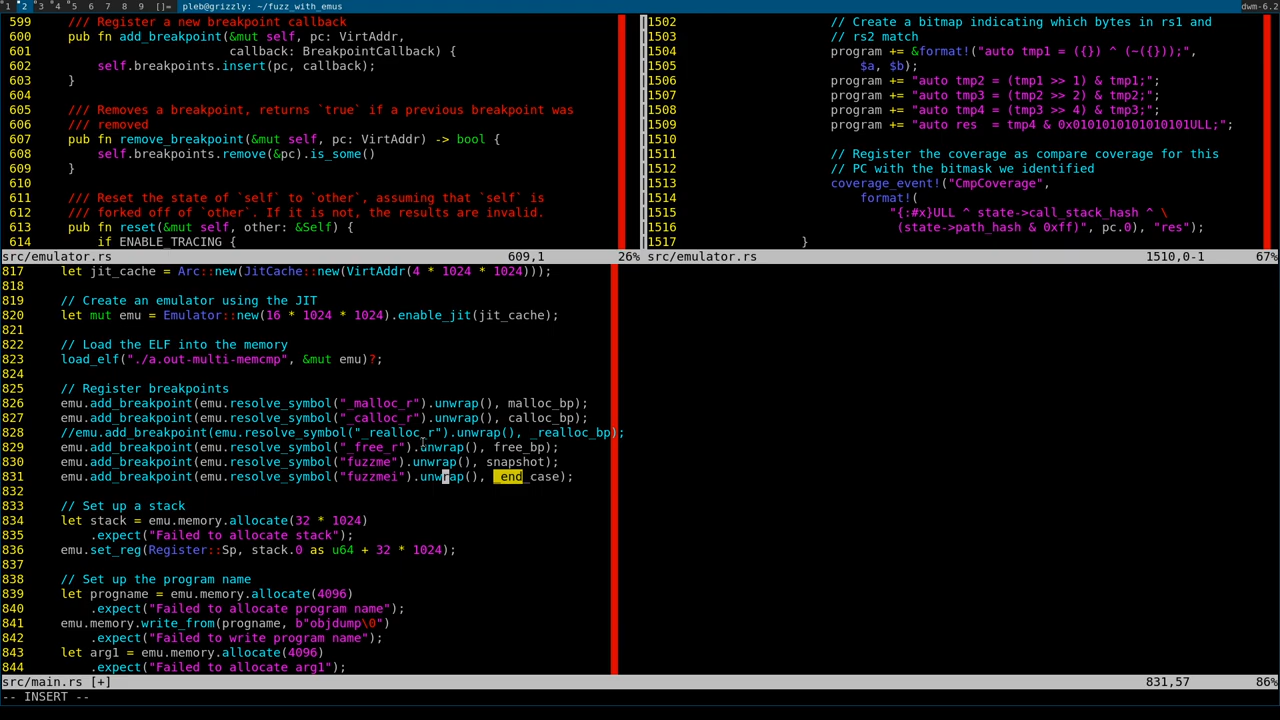 1 2 3 4 5 6 7 8 9 []= pleb@grizzly: ~/fuzz_with_emus dwm-6.2
599     /// Register a new breakpoint callback
600     pub fn add_breakpoint(&mut self, pc: VirtAddr,
601                           callback: BreakpointCallback) {
602         self.breakpoints.insert(pc, callback);
603     }
604
605     /// Removes a breakpoint, returns `true` if a previous breakpoint was
606     /// removed
607     pub fn remove_breakpoint(&mut self, pc: VirtAddr) -> bool {
608         self.breakpoints.remove(&pc).is_some()
609     }
610
611     /// Reset the state of `self` to `other`, assuming that `self` is
612     /// forked off of `other`. If it is not, the results are invalid.
613     pub fn reset(&mut self, other: &Self) {
614         if ENABLE_TRACING {
src/emulator.rs 609,1 26%
1502                     // Create a bitmap indicating which bytes in rs1 and
1503                     // rs2 match
1504                     program += &format!("auto tmp1 = ({}) ^ (~({}));",
1505                         $a, $b);
1506                     program += "auto tmp2 = (tmp1 >> 1) & tmp1;";
1507                     program += "auto tmp3 = (tmp2 >> 2) & tmp2;";
1508                     program += "auto tmp4 = (tmp3 >> 4) & tmp3;";
1509                     program += "auto res  = tmp4 & 0x0101010101010101ULL;";
1510
1511                     // Register the coverage as compare coverage for this
1512                     // PC with the bitmask we identified
1513                     coverage_event!("CmpCoverage",
1514                         format!(
1515                             "{:#x}ULL ^ state->call_stack_hash ^ \
1516                              (state->path_hash & 0xff)", pc.0), "res");
1517                 }
src/emulator.rs 1510,0-1 67%
817     let jit_cache = Arc::new(JitCache::new(VirtAddr(4 * 1024 * 1024)));
818
819     // Create an emulator using the JIT
820     let mut emu = Emulator::new(16 * 1024 * 1024).enable_jit(jit_cache);
821
822     // Load the ELF into the memory
823     load_elf("./a.out-multi-memcmp", &mut emu)?;
824
825     // Register breakpoints
826     emu.add_breakpoint(emu.resolve_symbol("_malloc_r").unwrap(), malloc_bp);
827     emu.add_breakpoint(emu.resolve_symbol("_calloc_r").unwrap(), calloc_bp);
828     //emu.add_breakpoint(emu.resolve_symbol("_realloc_r").unwrap(), _realloc_bp);
829     emu.add_breakpoint(emu.resolve_symbol("_free_r").unwrap(), free_bp);
830     emu.add_breakpoint(emu.resolve_symbol("fuzzme").unwrap(), snapshot);
831     emu.add_breakpoint(emu.resolve_symbol("fuzzmei").unwrap(), _end_case);
832
833     // Set up a stack
834     let stack = emu.memory.allocate(32 * 1024)
835         .expect("Failed to allocate stack");
836     emu.set_reg(Register::Sp, stack.0 as u64 + 32 * 1024);
837
838     // Set up the program name
839     let progname = emu.memory.allocate(4096)
840         .expect("Failed to allocate program name");
841     emu.memory.write_from(progname, b"objdump\0")
842         .expect("Failed to write program name");
843     let arg1 = emu.memory.allocate(4096)
844         .expect("Failed to allocate arg1");
src/main.rs [+] 831,57 86%
-- INSERT --